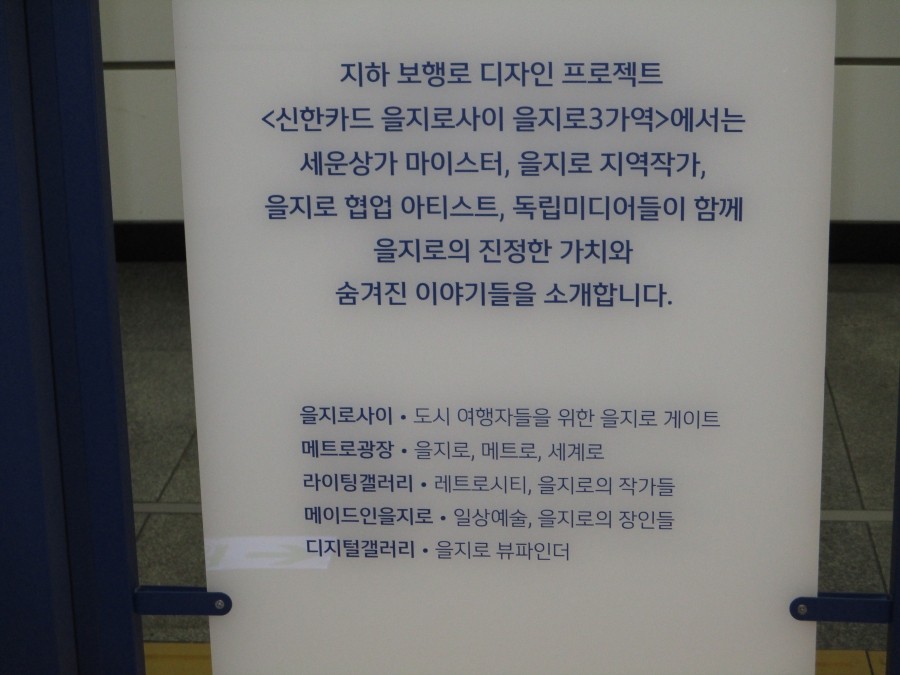 지하 보행로 디자인 프로젝트
<신한카드 을지로사이 을지로3가역>에서는
세운상가 마이스터, 을지로 지역작가,
을지로 협업 아티스트, 독립미디어들이 함께
을지로의 진정한 가치와
숨겨진 이야기들을 소개합니다.
을지로사이 • 도시 여행자들을 위한 을지로 게이트
메트로광장 • 을지로, 메트로, 세계로
라이팅갤러리 • 레트로시티, 을지로의 작가들
메이드인을지로 • 일상예술, 을지로의 장인들
디지털갤러리 • 을지로 뷰파인더